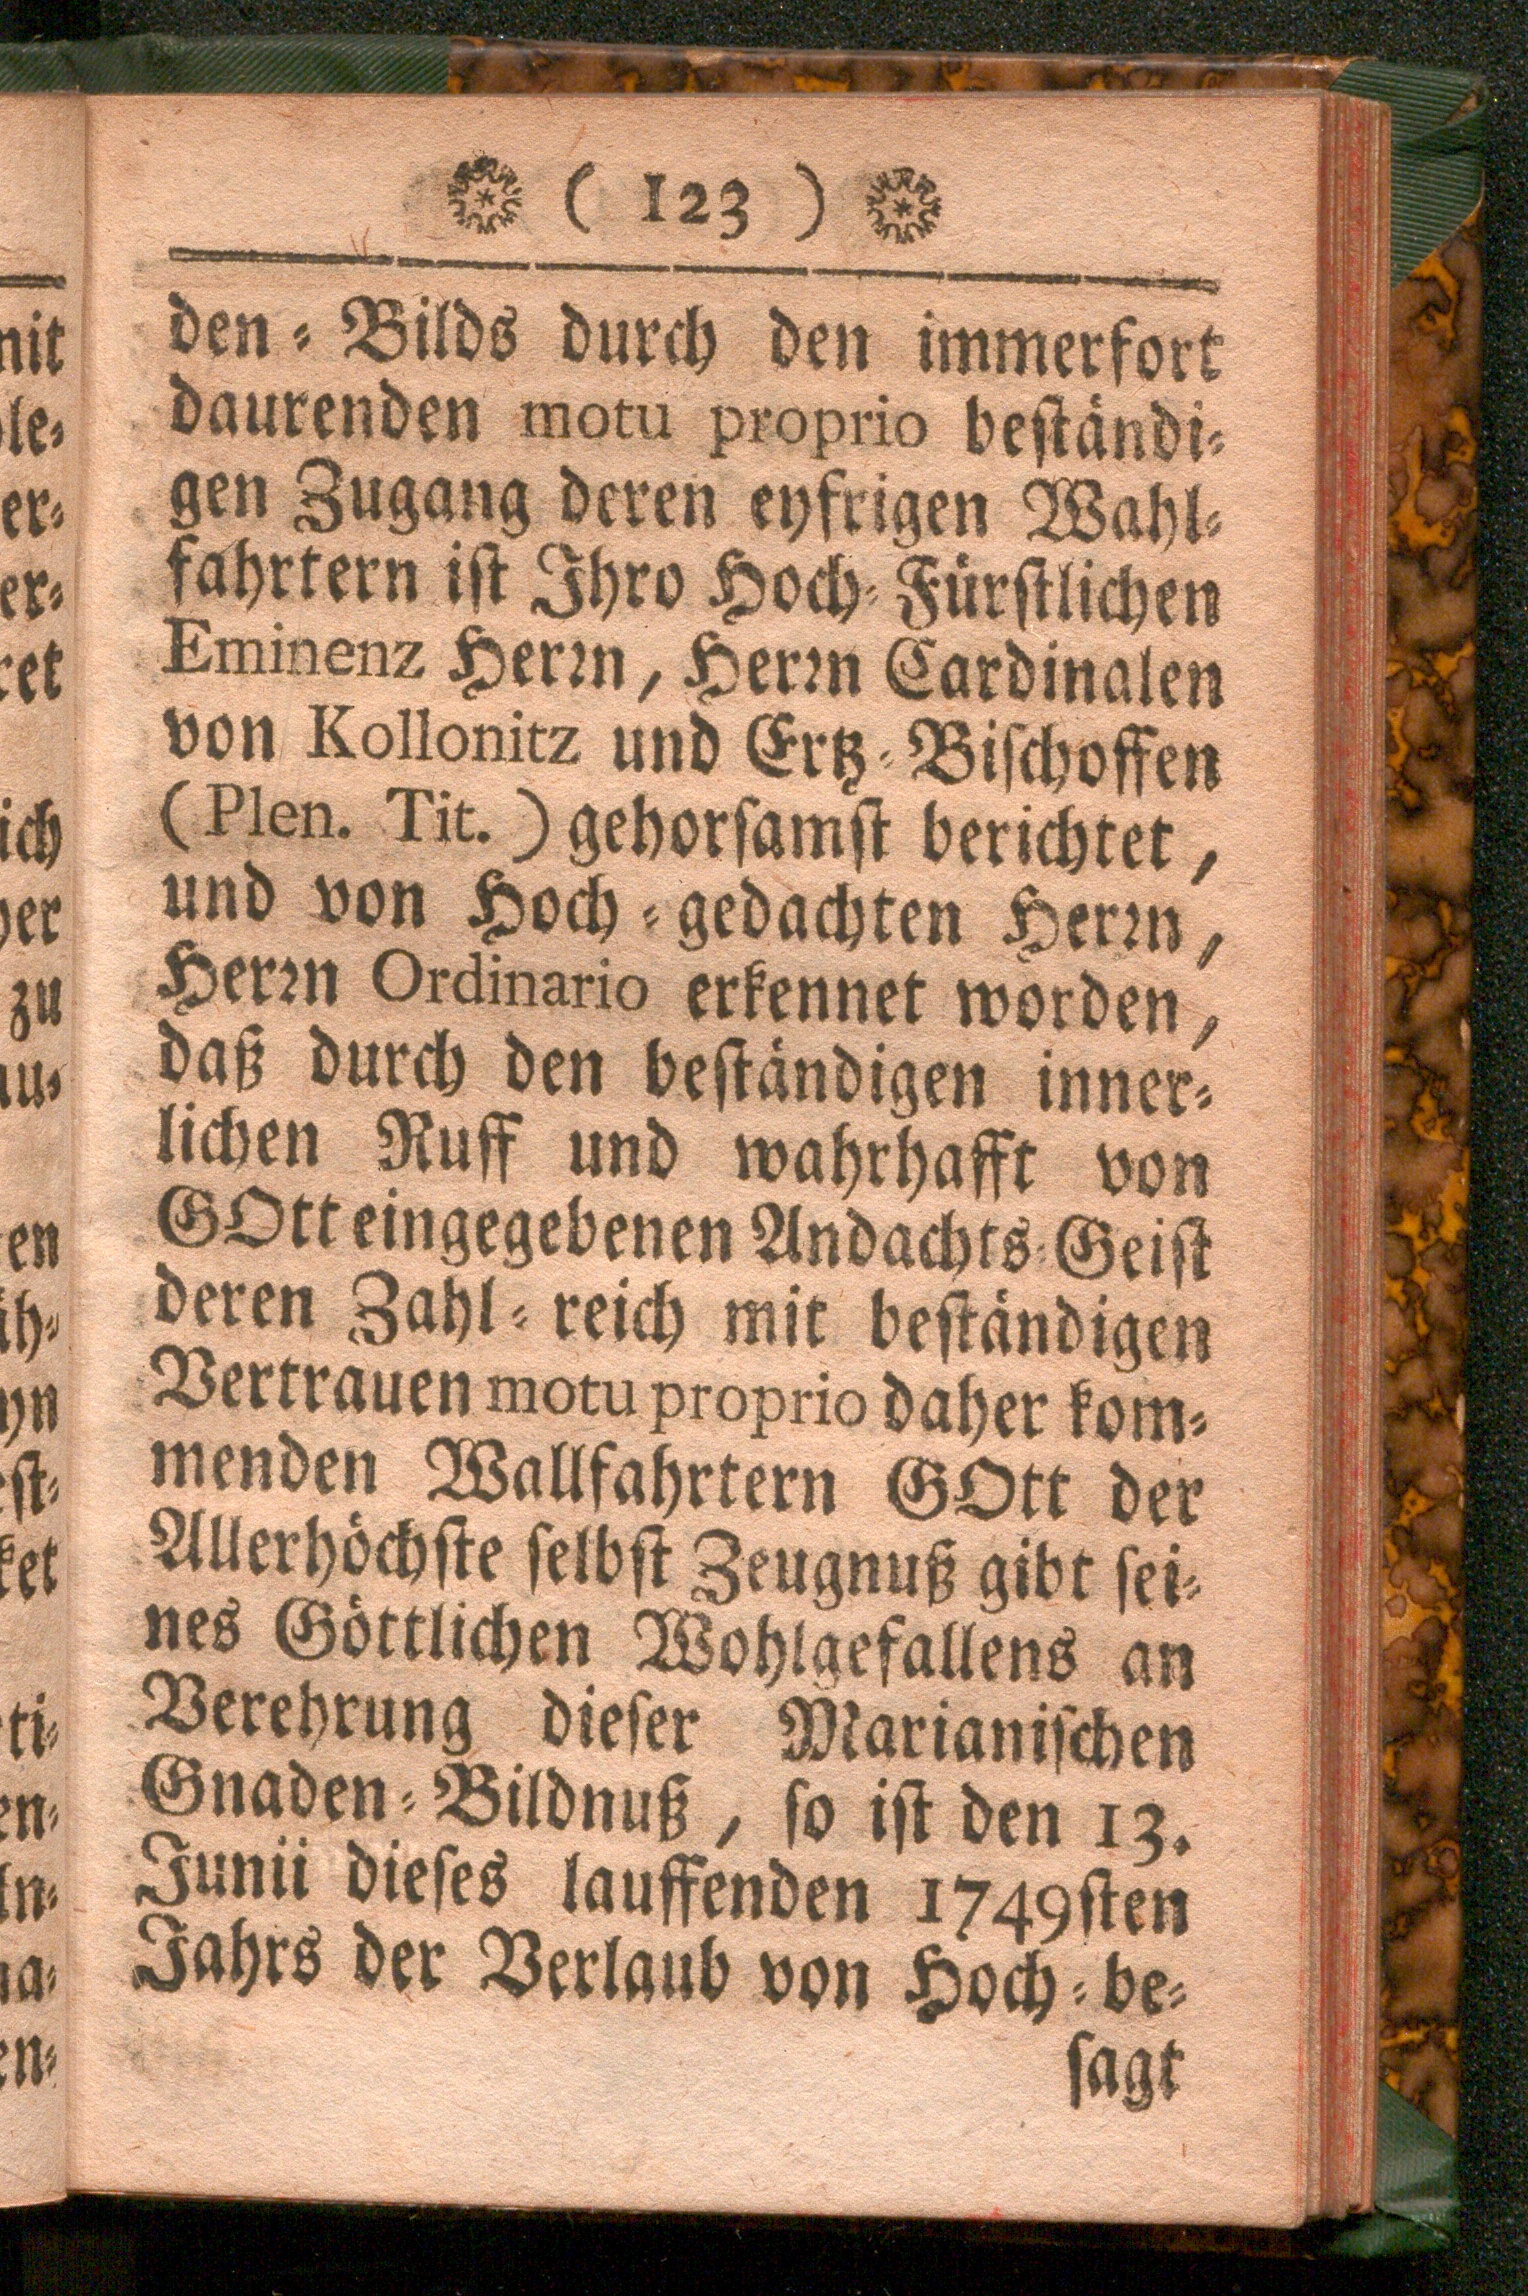 ( 123 )
den-Bilds durch den immerfort
daurenden motu proprio beständi-
gen Zugang deren eyfrigen Wahl-
fahrtern ist Ihro Hoch-Fürstlichen
Eminenz Herrn, Herrn Cardinalen
von Kollonitz und Ertz-Bischoffen
(Plen. Tit.) gehorsamst berichtet,
und von Hoch-gedachten Herrn,
Herrn Ordinario erkennet worden,
daß durch den beständigen inner-
lichen Ruff und wahrhafft von
GOtt eingegebenen Andachts-Geist
deren Zahl-reich mit beständigen
Vertrauen motu proprio daher kom-
menden Wallfahrtern GOtt der
Allerhöchste selbst Zeugnuß gibt sei-
nes Göttlichen Wohlgefallens an
Verehrung dieser Marianischen
Gnaden-Bildnuß, so ist den 13.
Junii dieses lauffenden 1749sten
Jahrs der Verlaub von Hoch-be-
sagt